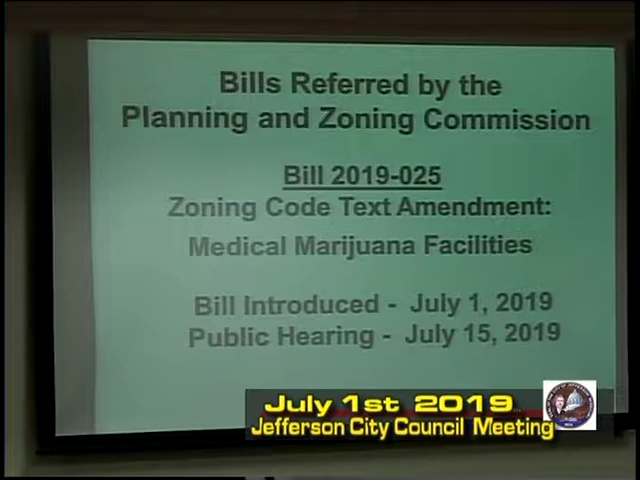 Bills Referred by the
Planning and Zoning Commission
Bill 2019-025
Zoning Code Text Amendment:
Medical Marijuana Facilities
Bill Introduced - July 1, 2019
Public Hearing - July 15, 2019
July 1st 2019
Jefferson City Council Meeting